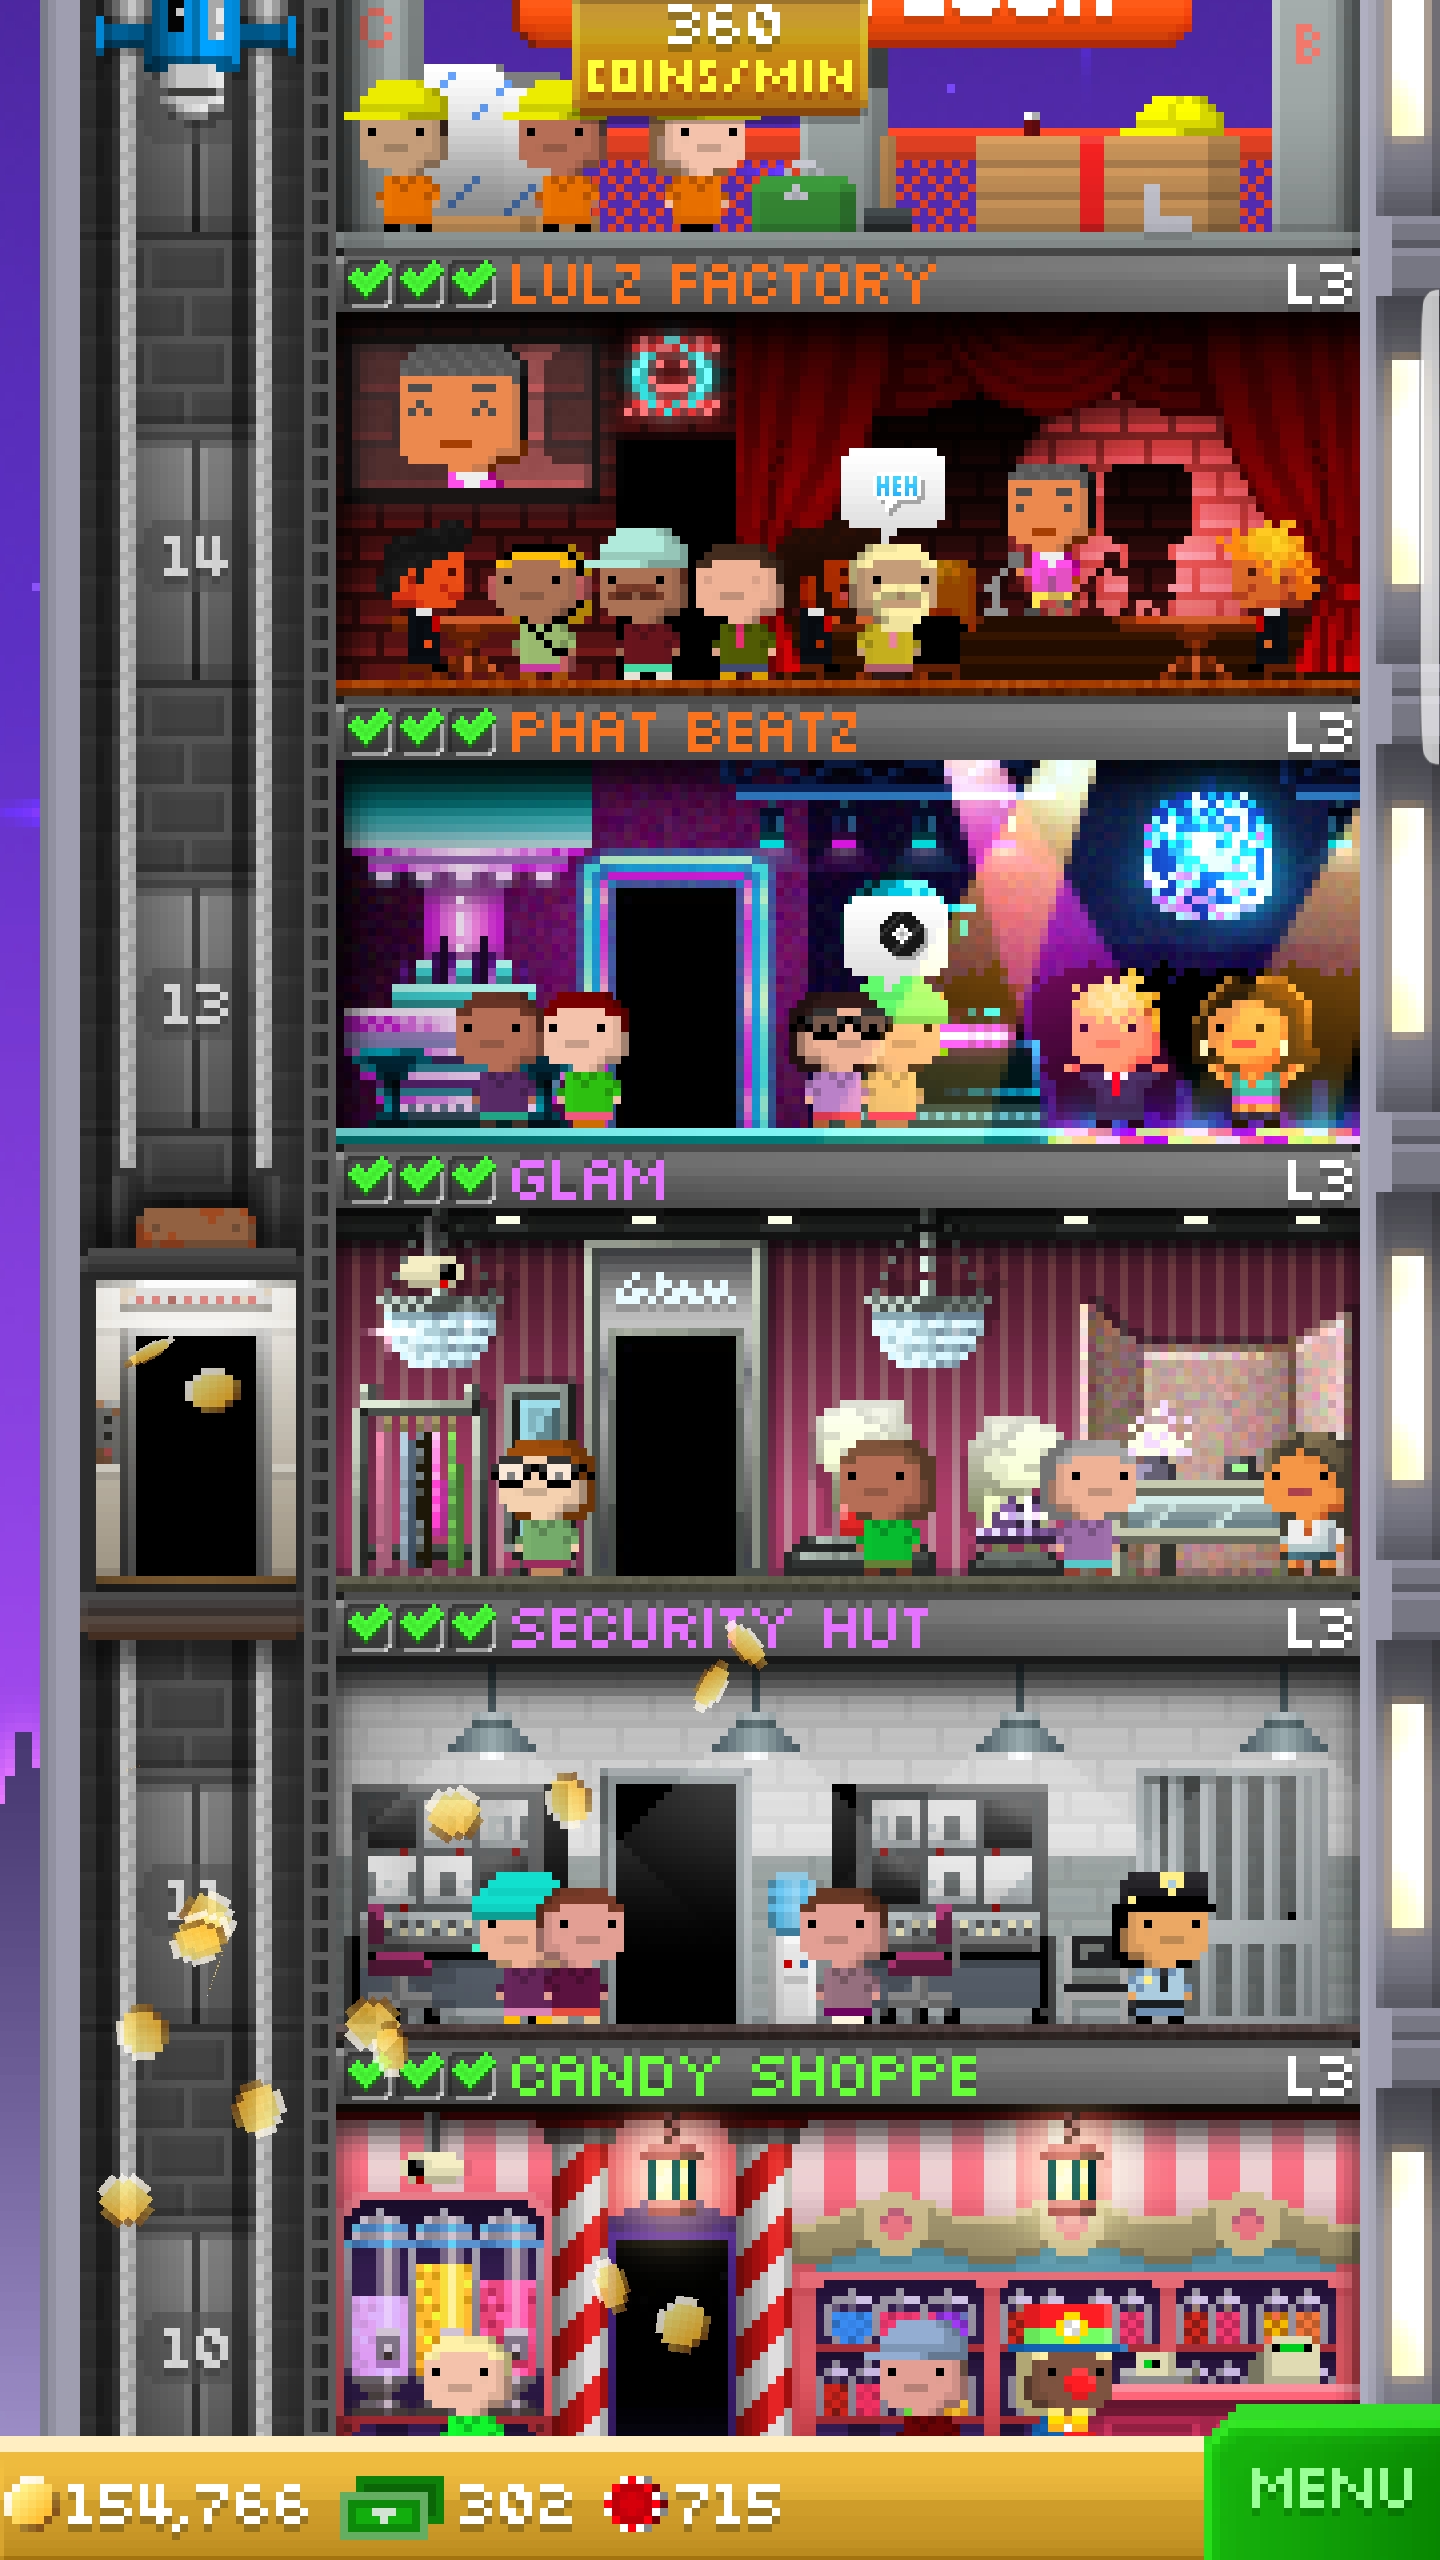 C
B
360
COINS/MIN
LULZ FACTORY L3
HEH
14
PHAT BEATZ L3
13
GLAM L3
Glam
SECURITY HUT L3
CANDY SHOPPE L3
10
154,766 302 715
MENU